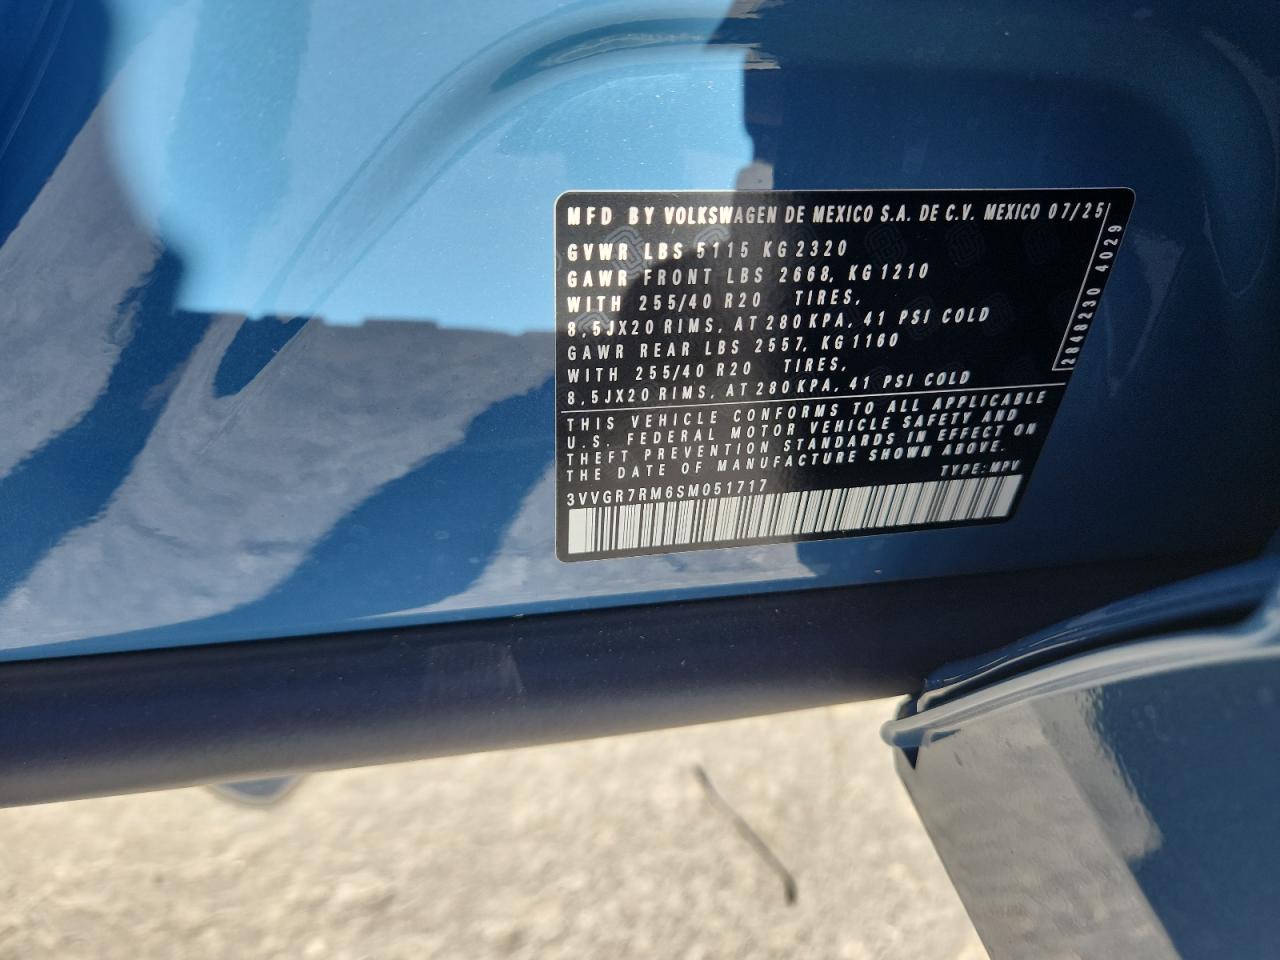 MFD BY VOLKSWAGEN DE MEXICO S.A. DE C.V. MEXICO 07/25
GVWR LBS 5115 KG 2320
GAWR FRONT LBS 2668, KG 1210
WITH 255/40 R20 TIRES,
8,5JX20 RIMS, AT 280 KPA, 41 PSI COLD
GAWR REAR LBS 2557, KG 1160
WITH 255/40 R20 TIRES,
8,5JX20 RIMS, AT 280 KPA, 41 PSI COLD
THIS VEHICLE CONFORMS TO ALL APPLICABLE
U.S. FEDERAL MOTOR VEHICLE SAFETY AND
THEFT PREVENTION STANDARDS IN EFFECT ON
THE DATE OF MANUFACTURE SHOWN ABOVE.
TYPE: MPV
3VVGR7RM6SM051717
2848230 4029